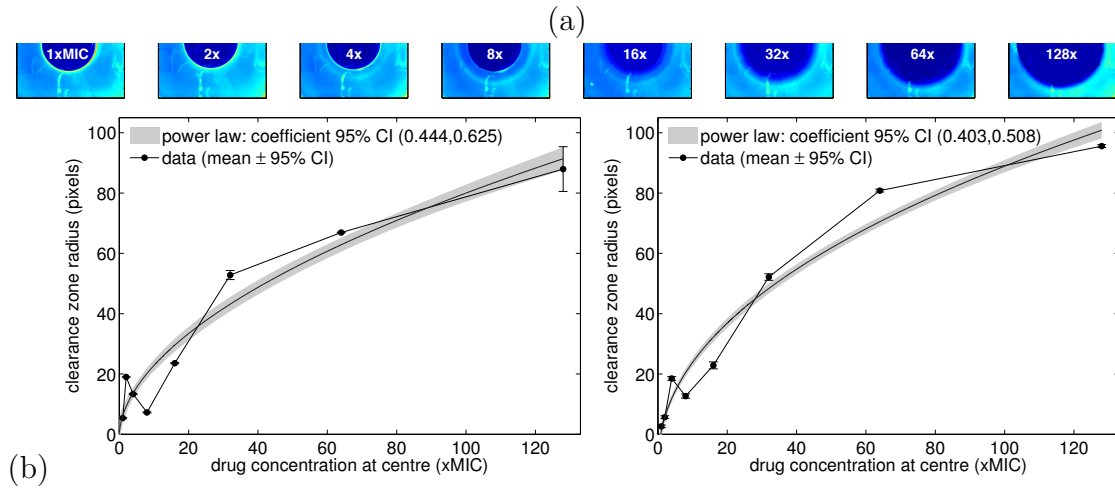 (a)
1xMIC 2x 4x 8x 16x 32x 64x 128x
power law: coefficient 95% CI (0.444,0.625)
data (mean ± 95% CI)
clearance zone radius (pixels)
100
80
60
40
20
0
0 20 40 60 80 100 120
drug concentration at centre (xMIC)
power law: coefficient 95% CI (0.403,0.508)
data (mean ± 95% CI)
clearance zone radius (pixels)
100
80
60
40
20
0
0 20 40 60 80 100 120
drug concentration at centre (xMIC)
(b)